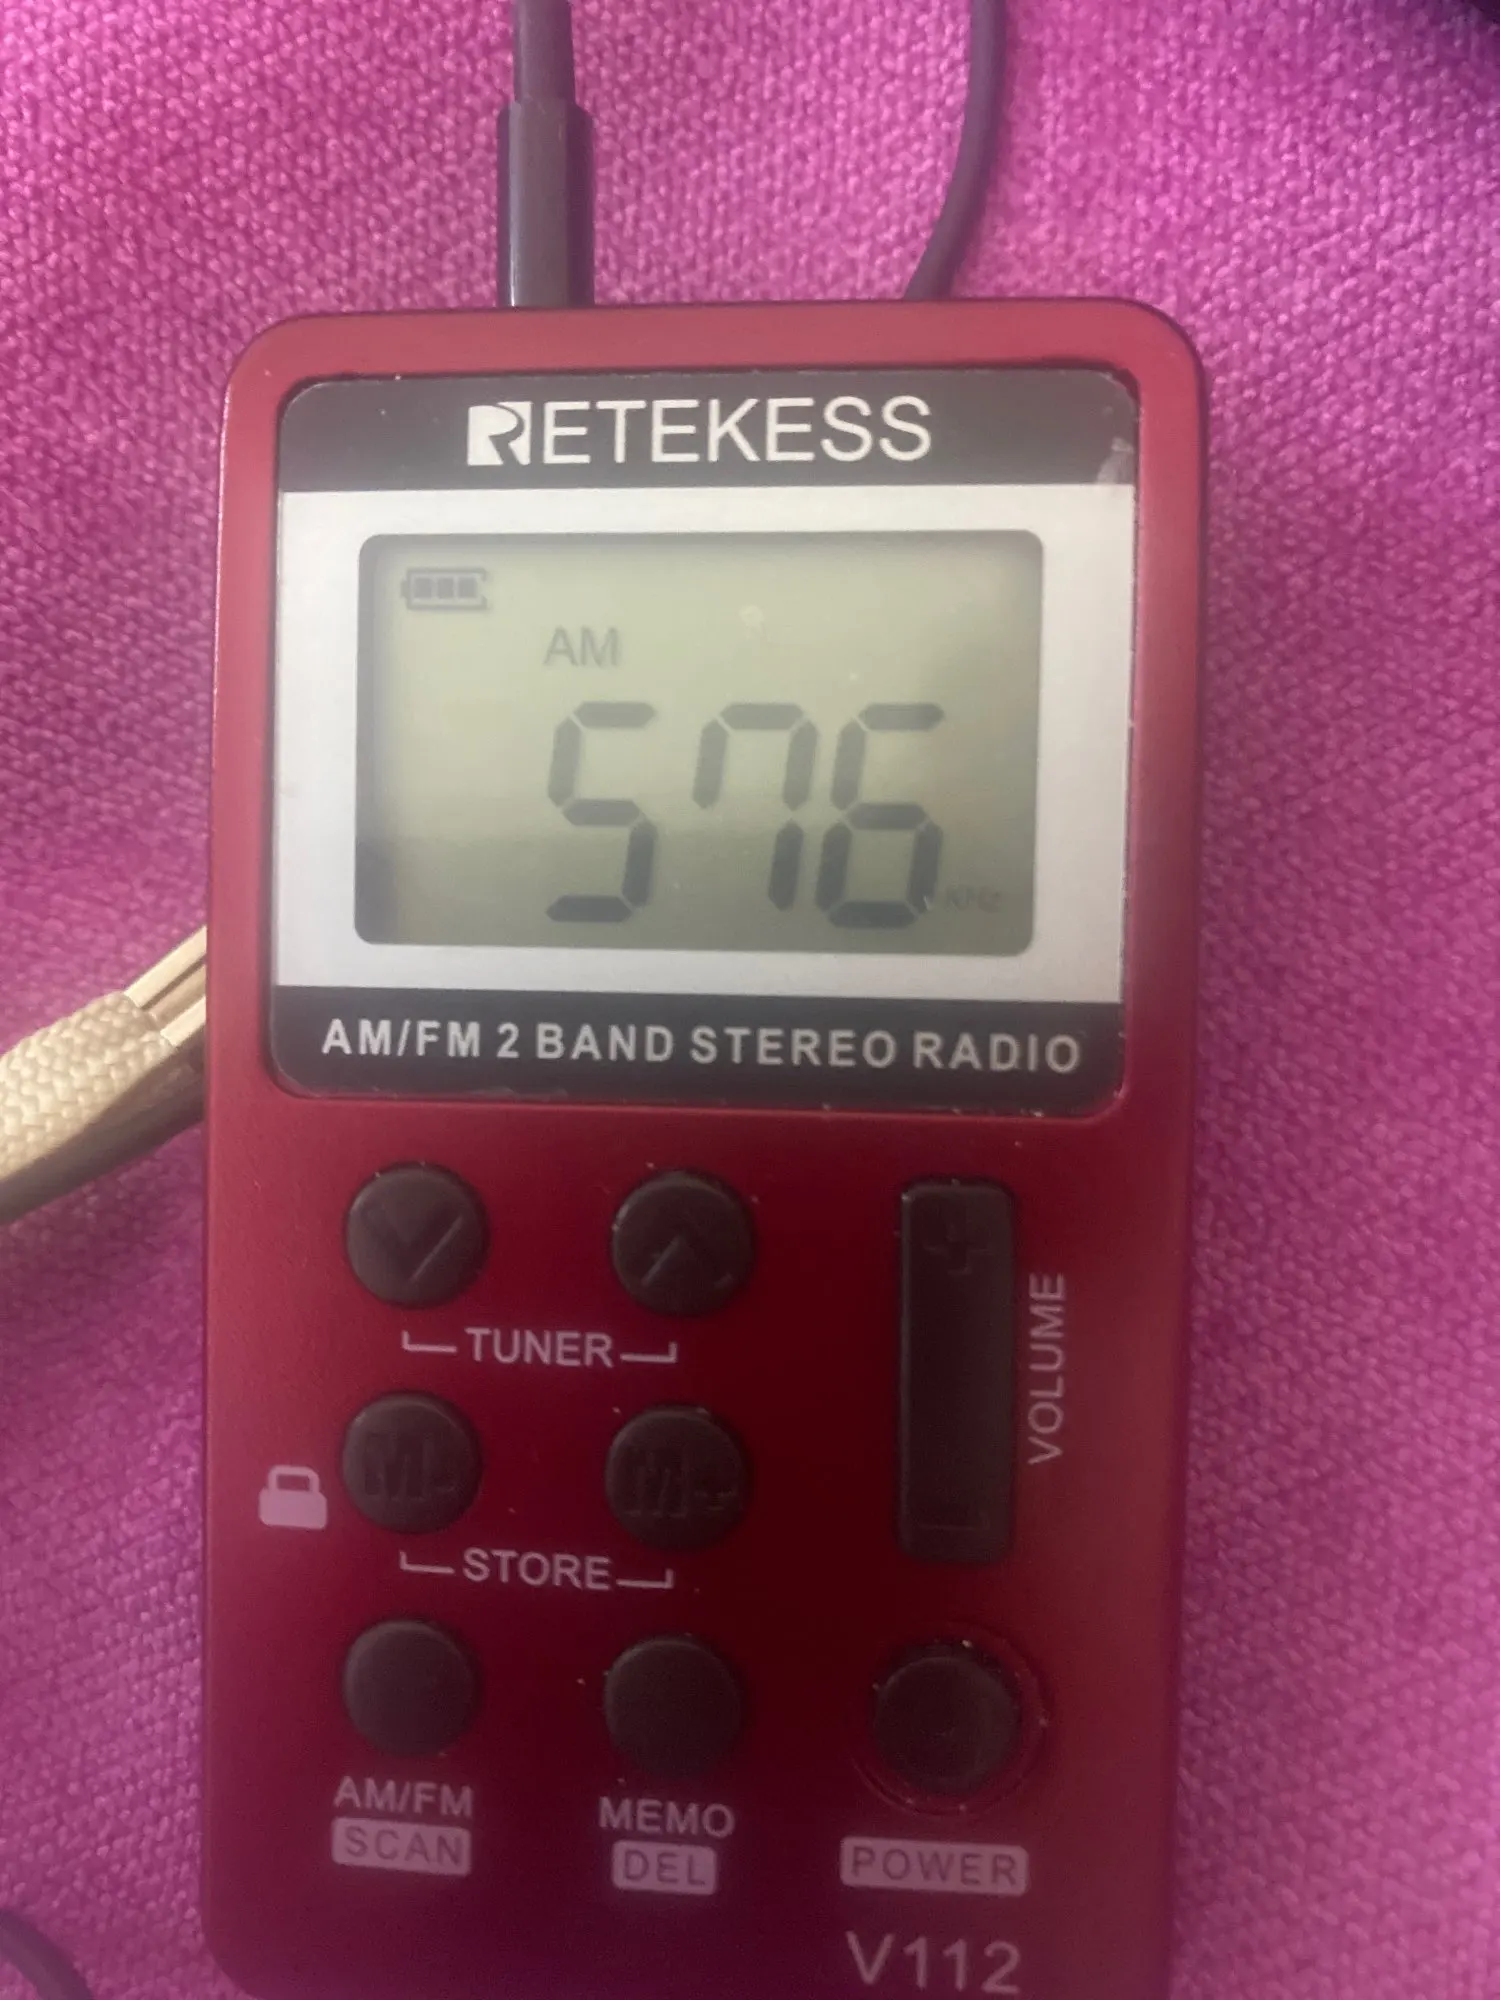 RETEKESS
AM
576 KHz
AM/FM 2 BAND STEREO RADIO
TUNER
VOLUME
M- M+
STORE
AM/FM MEMO
SCAN DEL POWER
V112